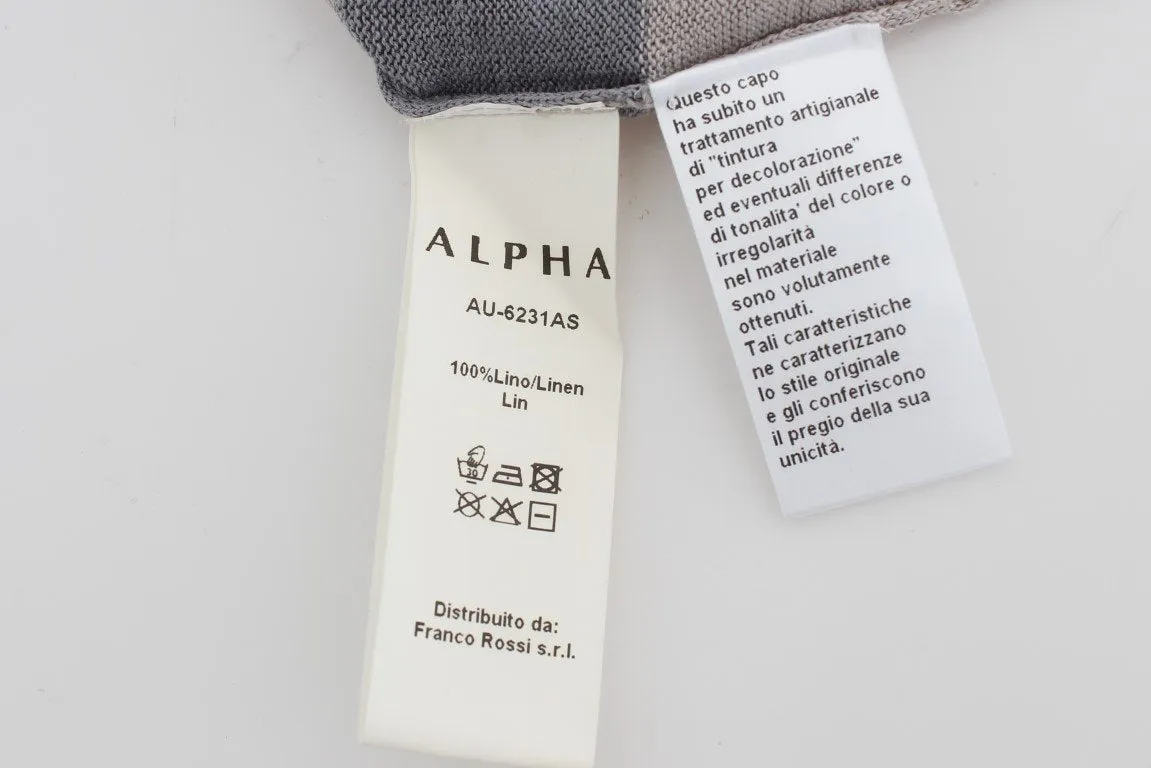 ALPHA
AU-6231AS
100%Lino/Linen
Lin
30
Distribuito da:
Franco Rossi s.r.l.
Questo capo
ha subito un
trattamento artigianale
di "tintura
per decolorazione"
ed eventuali differenze
di tonalita' del colore o
irregolarità
nel materiale
sono volutamente
ottenuti.
Tali caratteristiche
ne caratterizzano
lo stile originale
e gli conferiscono
il pregio della sua
unicità.